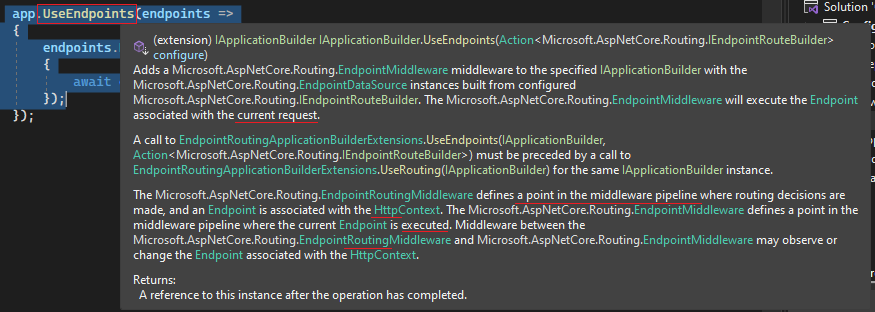 app.UseEndpoints(endpoints =>
{
endpoints.
{
await
});
});
Solution '
(extension) IApplicationBuilder IApplicationBuilder.UseEndpoints(Action<Microsoft.AspNetCore.Routing.IEndpointRouteBuilder>
configure)
Adds a Microsoft.AspNetCore.Routing.EndpointMiddleware middleware to the specified IApplicationBuilder with the
Microsoft.AspNetCore.Routing.EndpointDataSource instances built from configured
Microsoft.AspNetCore.Routing.IEndpointRouteBuilder. The Microsoft.AspNetCore.Routing.EndpointMiddleware will execute the Endpoint
associated with the current request.
A call to EndpointRoutingApplicationBuilderExtensions.UseEndpoints(IApplicationBuilder,
Action<Microsoft.AspNetCore.Routing.IEndpointRouteBuilder>) must be preceded by a call to
EndpointRoutingApplicationBuilderExtensions.UseRouting(IApplicationBuilder) for the same IApplicationBuilder instance.
The Microsoft.AspNetCore.Routing.EndpointRoutingMiddleware defines a point in the middleware pipeline where routing decisions are
made, and an Endpoint is associated with the HttpContext. The Microsoft.AspNetCore.Routing.EndpointMiddleware defines a point in the
middleware pipeline where the current Endpoint is executed. Middleware between the
Microsoft.AspNetCore.Routing.EndpointRoutingMiddleware and Microsoft.AspNetCore.Routing.EndpointMiddleware may observe or
change the Endpoint associated with the HttpContext.
Returns:
A reference to this instance after the operation has completed.